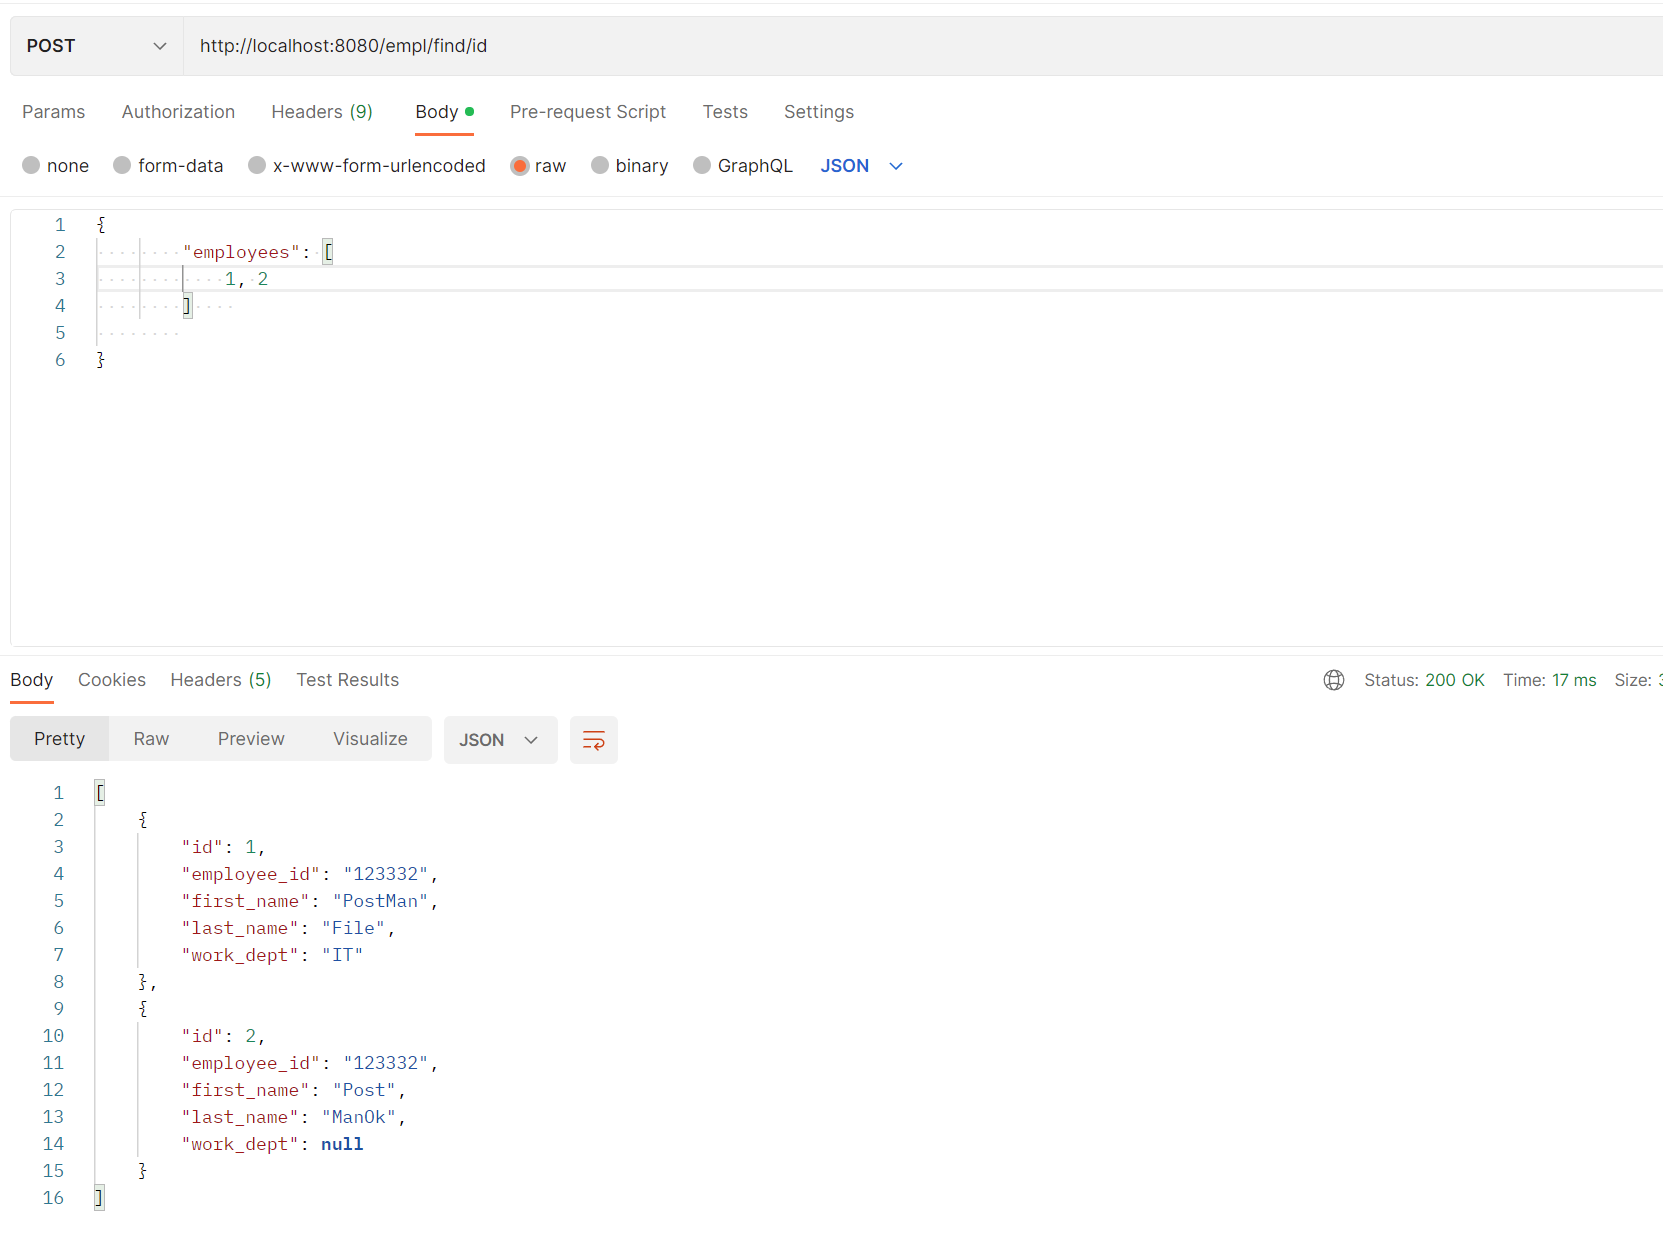 POST http://localhost:8080/empl/find/id
Params Authorization Headers (9) Body Pre-request Script Tests Settings
none form-data x-www-form-urlencoded raw binary GraphQL JSON
1 {
2 "employees": [
3 1, 2
4 ]
5
6 }
Body Cookies Headers (5) Test Results Status: 200 OK Time: 17 ms Size:
Pretty Raw Preview Visualize JSON
1 [
2 {
3 "id": 1,
4 "employee_id": "123332",
5 "first_name": "PostMan",
6 "last_name": "File",
7 "work_dept": "IT"
8 },
9 {
10 "id": 2,
11 "employee_id": "123332",
12 "first_name": "Post",
13 "last_name": "ManOk",
14 "work_dept": null
15 }
16 ]